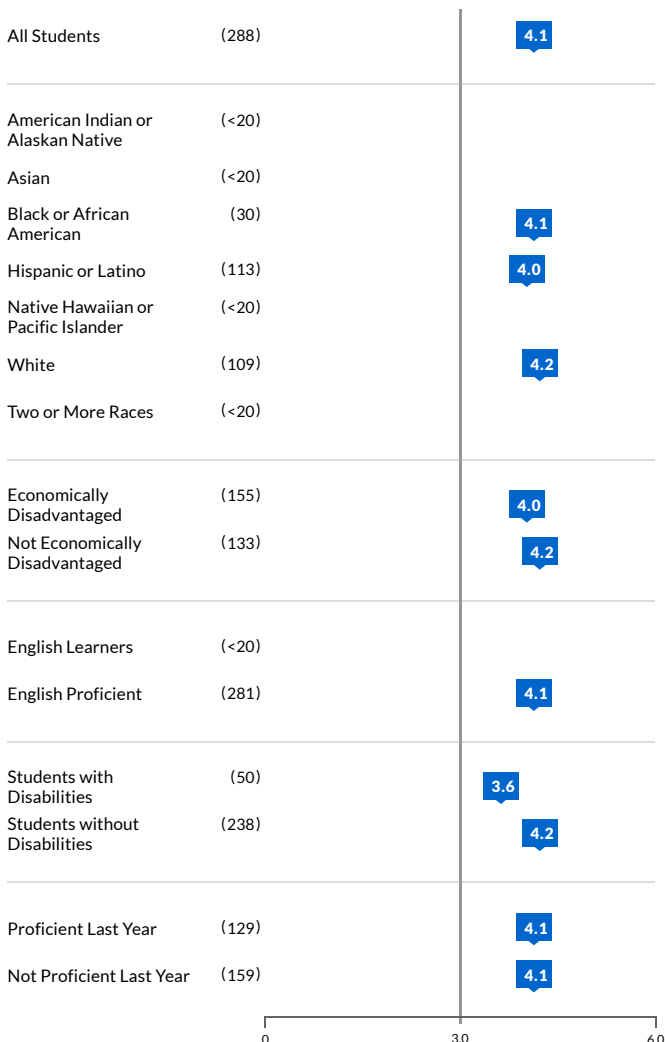 All Students (288) 4.1
American Indian or (<20)
Alaskan Native
Asian (<20)
Black or African (30) 4.1
American
Hispanic or Latino (113) 4.0
Native Hawaiian or (<20)
Pacific Islander
White (109) 4.2
Two or More Races (<20)
Economically (155) 4.0
Disadvantaged
Not Economically (133) 4.2
Disadvantaged
English Learners (<20)
English Proficient (281) 4.1
Students with (50) 3.6
Disabilities
Students without (238) 4.2
Disabilities
Proficient Last Year (129) 4.1
Not Proficient Last Year (159) 4.1
0 3.0 6.0